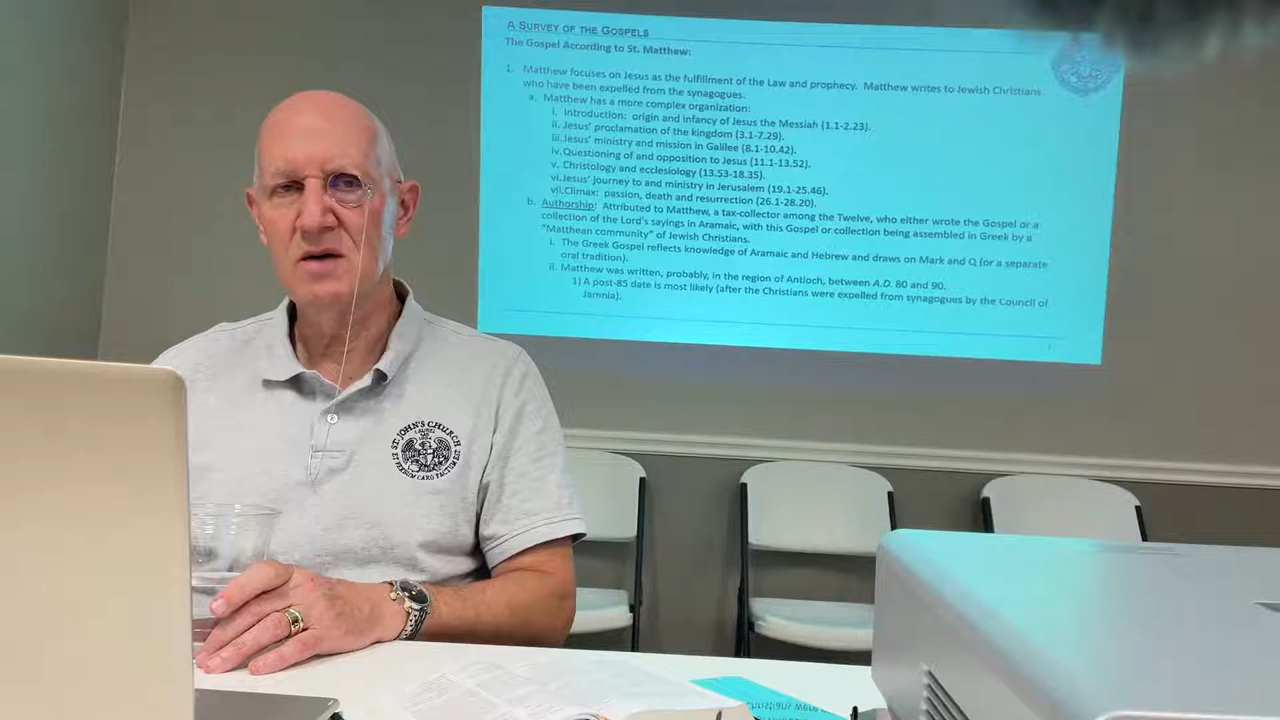 A SURVEY OF THE GOSPELS
The Gospel According to St. Matthew:
1. Matthew focuses on Jesus as the fulfillment of the Law and prophecy. Matthew writes to Jewish Christians
who have been expelled from the synagogues.
a. Matthew has a more complex organization:
i. Introduction: origin and infancy of Jesus the Messiah (1.1-2.23).
ii. Jesus' proclamation of the kingdom (3.1-7.29).
iii. Jesus' ministry and mission in Galilee (8.1-10.42).
iv. Questioning of and opposition to Jesus (11.1-13.52).
v. Christology and ecclesiology (13.53-18.35).
vi. Jesus' journey to and ministry in Jerusalem (19.1-25.46).
vii. Climax: passion, death and resurrection (26.1-28.20).
b. Authorship: Attributed to Matthew, a tax-collector among the Twelve, who either wrote the Gospel or a
collection of the Lord's sayings in Aramaic, with this Gospel or collection being assembled in Greek by a
"Matthean community" of Jewish Christians.
i. The Greek Gospel reflects knowledge of Aramaic and Hebrew and draws on Mark and Q (or a separate
oral tradition).
ii. Matthew was written, probably, in the region of Antioch, between A.D. 80 and 90.
1) A post-85 date is most likely (after the Christians were expelled from synagogues by the Council of
Jamnia).
ST. JOHN'S CHURCH
LAUREL
ET VERBUM CARO FACTUM EST